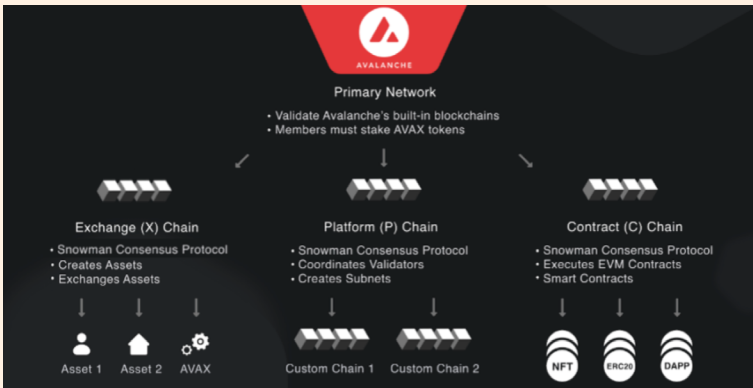 AVALANCHE
Primary Network
• Validate Avalanche's built-in blockchains
• Members must stake AVAX tokens
Exchange (X) Chain
• Snowman Consensus Protocol
• Creates Assets
• Exchanges Assets
Asset 1
Asset 2
AVAX
Platform (P) Chain
• Snowman Consensus Protocol
• Coordinates Validators
• Creates Subnets
Custom Chain 1
Custom Chain 2
Contract (C) Chain
• Snowman Consensus Protocol
• Executes EVM Contracts
• Smart Contracts
NFT
ERC20
DAPP